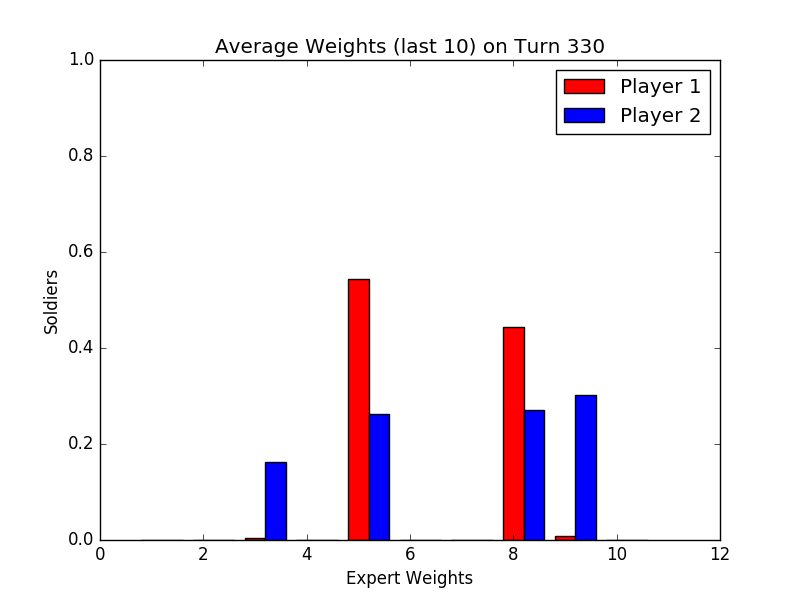 Average Weights (last 10) on Turn 330
1.0
Player 1
Player 2
0.8
0.6
Soldiers
0.4
0.2
0.0
0 2 4 6 8 10 12
Expert Weights